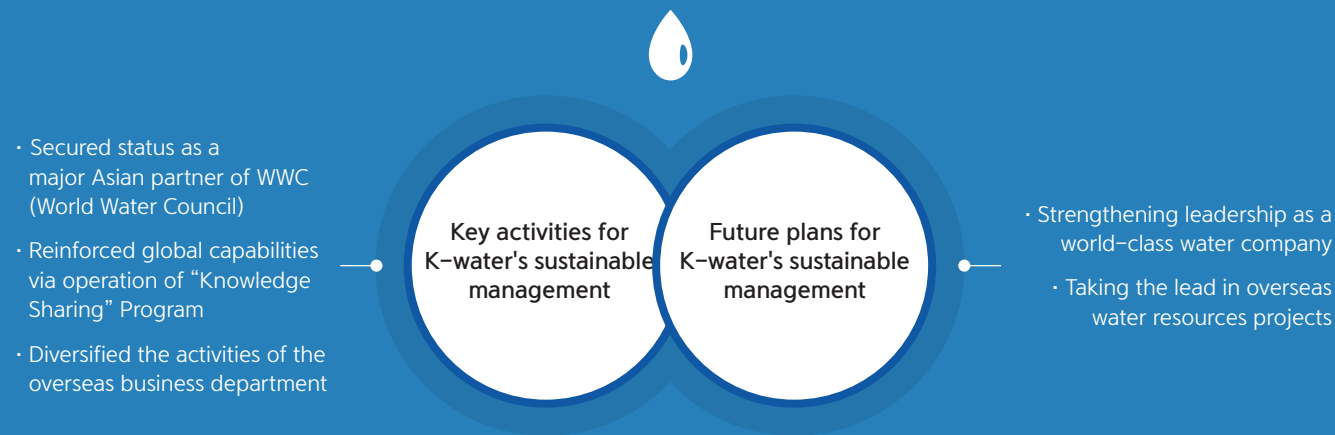 · Secured status as a
major Asian partner of WWC
(World Water Council)
· Reinforced global capabilities
via operation of “Knowledge
Sharing” Program
· Diversified the activities of the
overseas business department
Key activities for
K-water's sustainable
management
Future plans for
K-water's sustainable
management
· Strengthening leadership as a
world-class water company
· Taking the lead in overseas
water resources projects